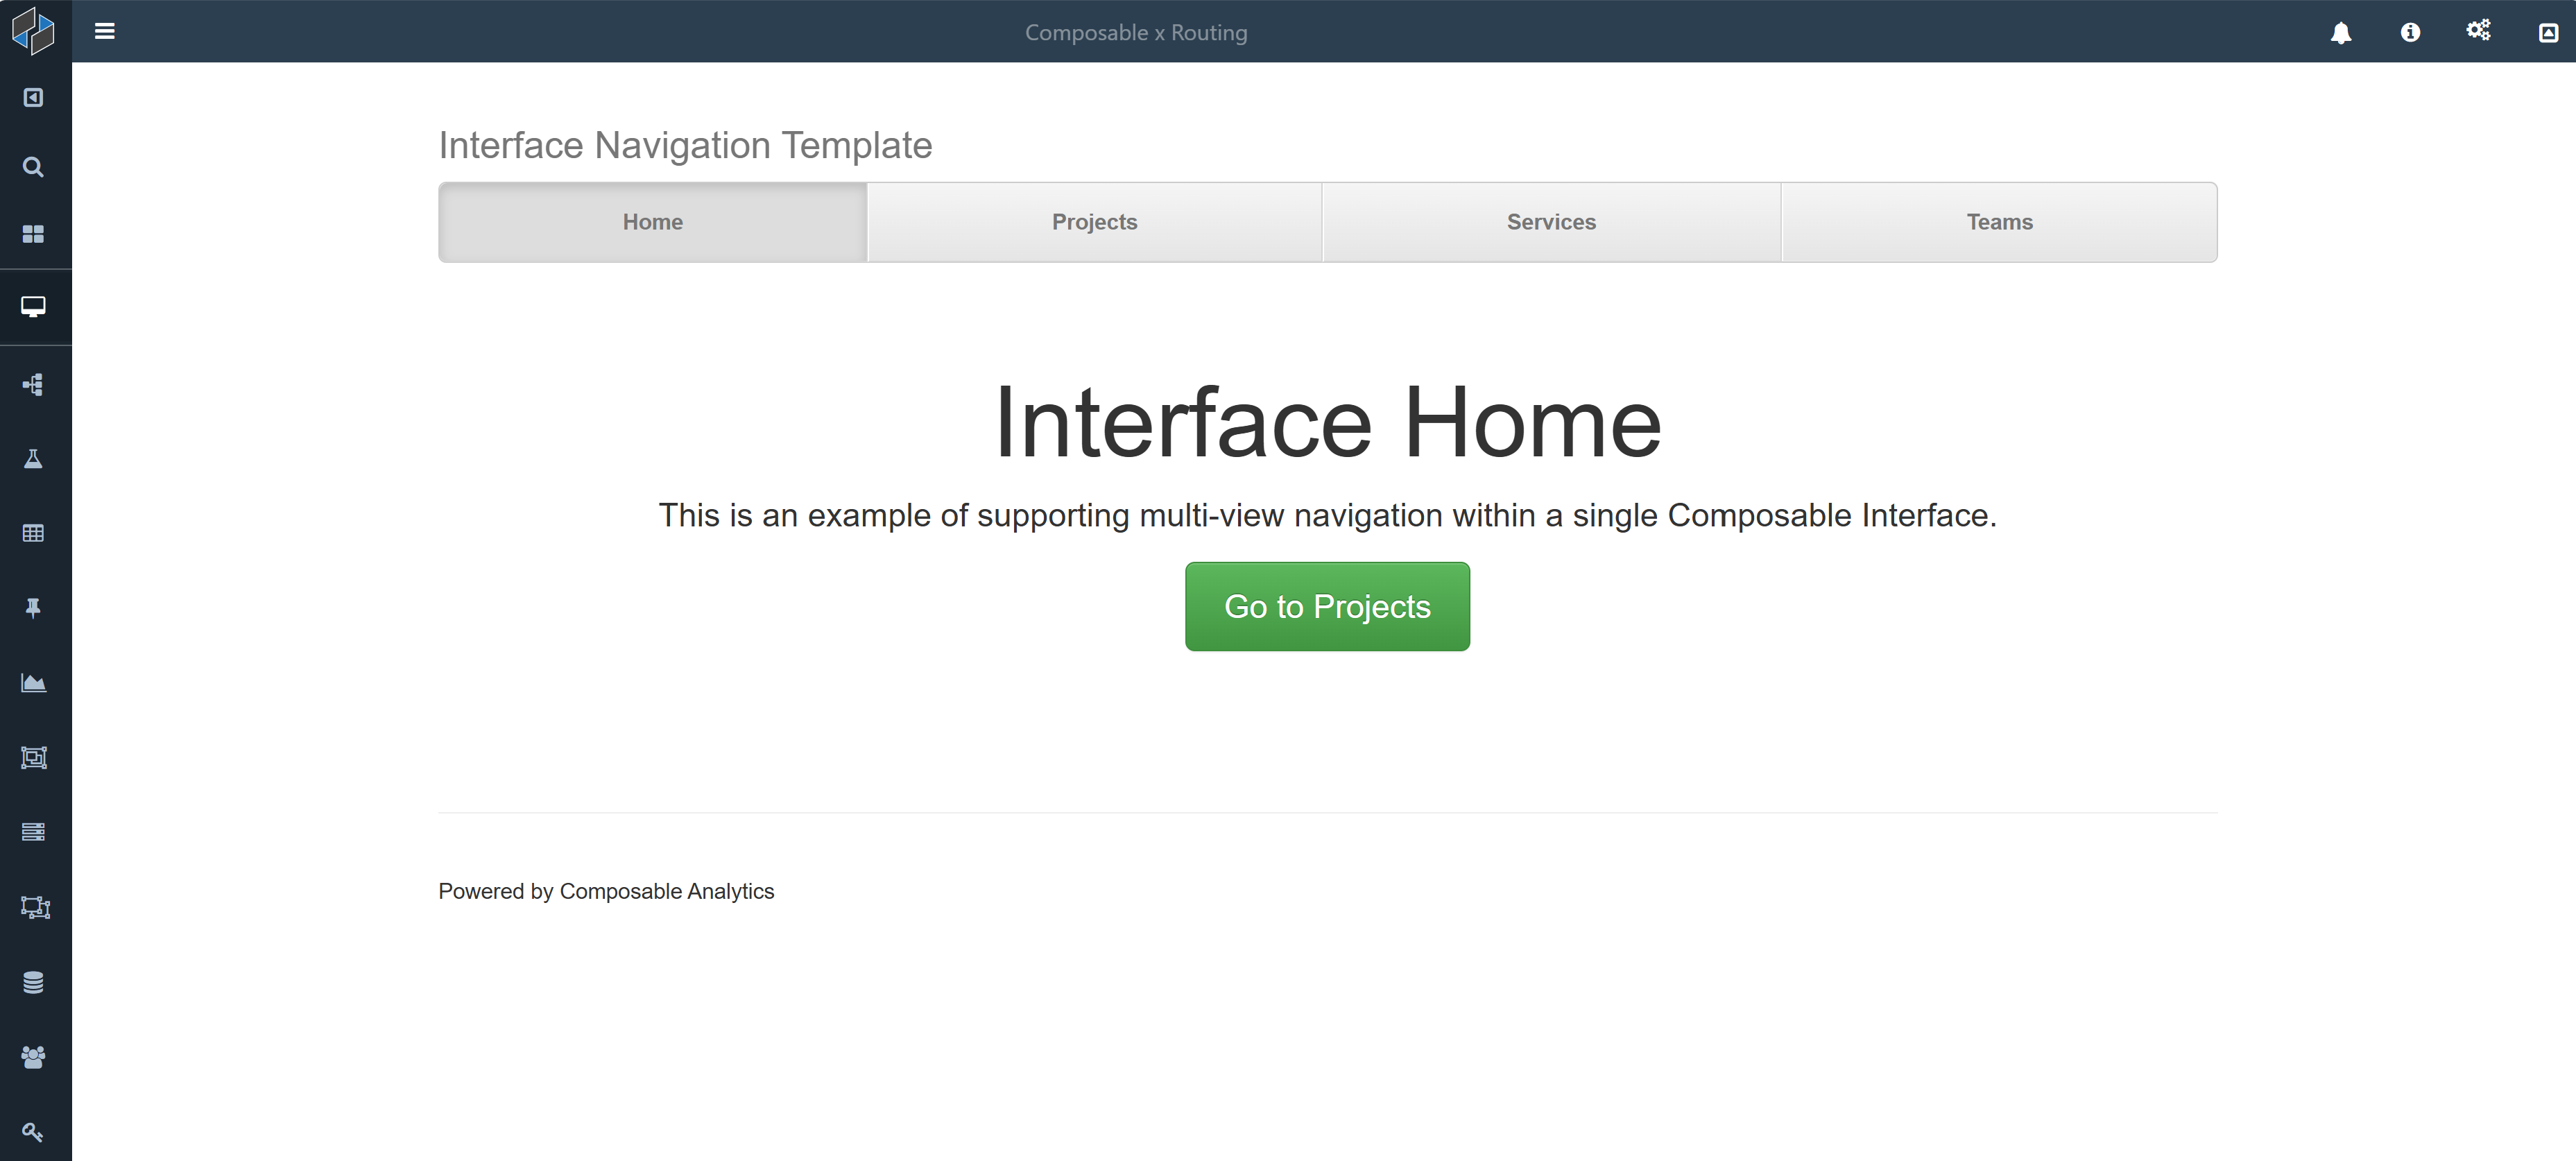 Composable x Routing
Interface Navigation Template
Home
Projects
Services
Teams
Interface Home
This is an example of supporting multi-view navigation within a single Composable Interface.
Go to Projects
Powered by Composable Analytics